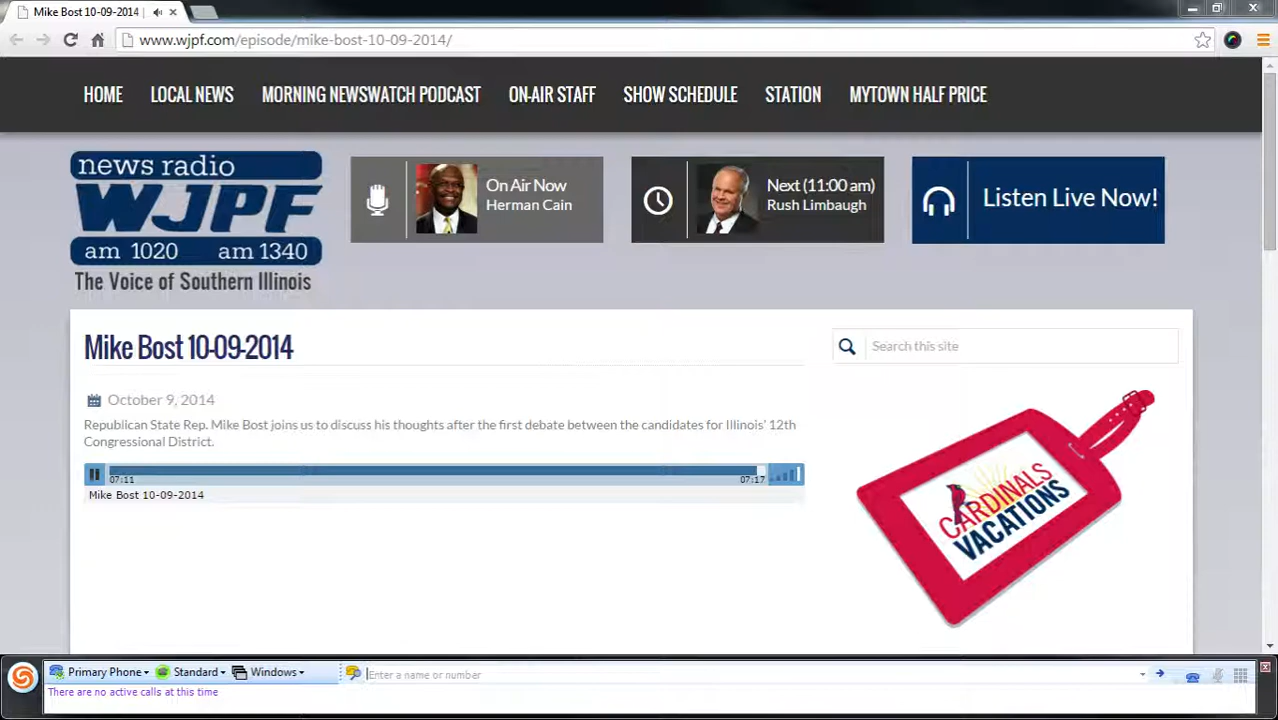 Mike Bost 10-09-2014
www.wjpf.com/episode/mike-bost-10-09-2014/
HOME LOCAL NEWS MORNING NEWSWATCH PODCAST ON-AIR STAFF SHOW SCHEDULE STATION MYTOWN HALF PRICE
news radio
WJPF
am 1020 am 1340
The Voice of Southern Illinois
On Air Now
Herman Cain
Next (11:00 am)
Rush Limbaugh
Listen Live Now!
Mike Bost 10-09-2014
October 9, 2014
Republican State Rep. Mike Bost joins us to discuss his thoughts after the first debate between the candidates for Illinois' 12th
Congressional District.
07:11 07:17
Mike Bost 10-09-2014
Search this site
CARDINALS
VACATIONS
Primary Phone Standard Windows Enter a name or number
There are no active calls at this time